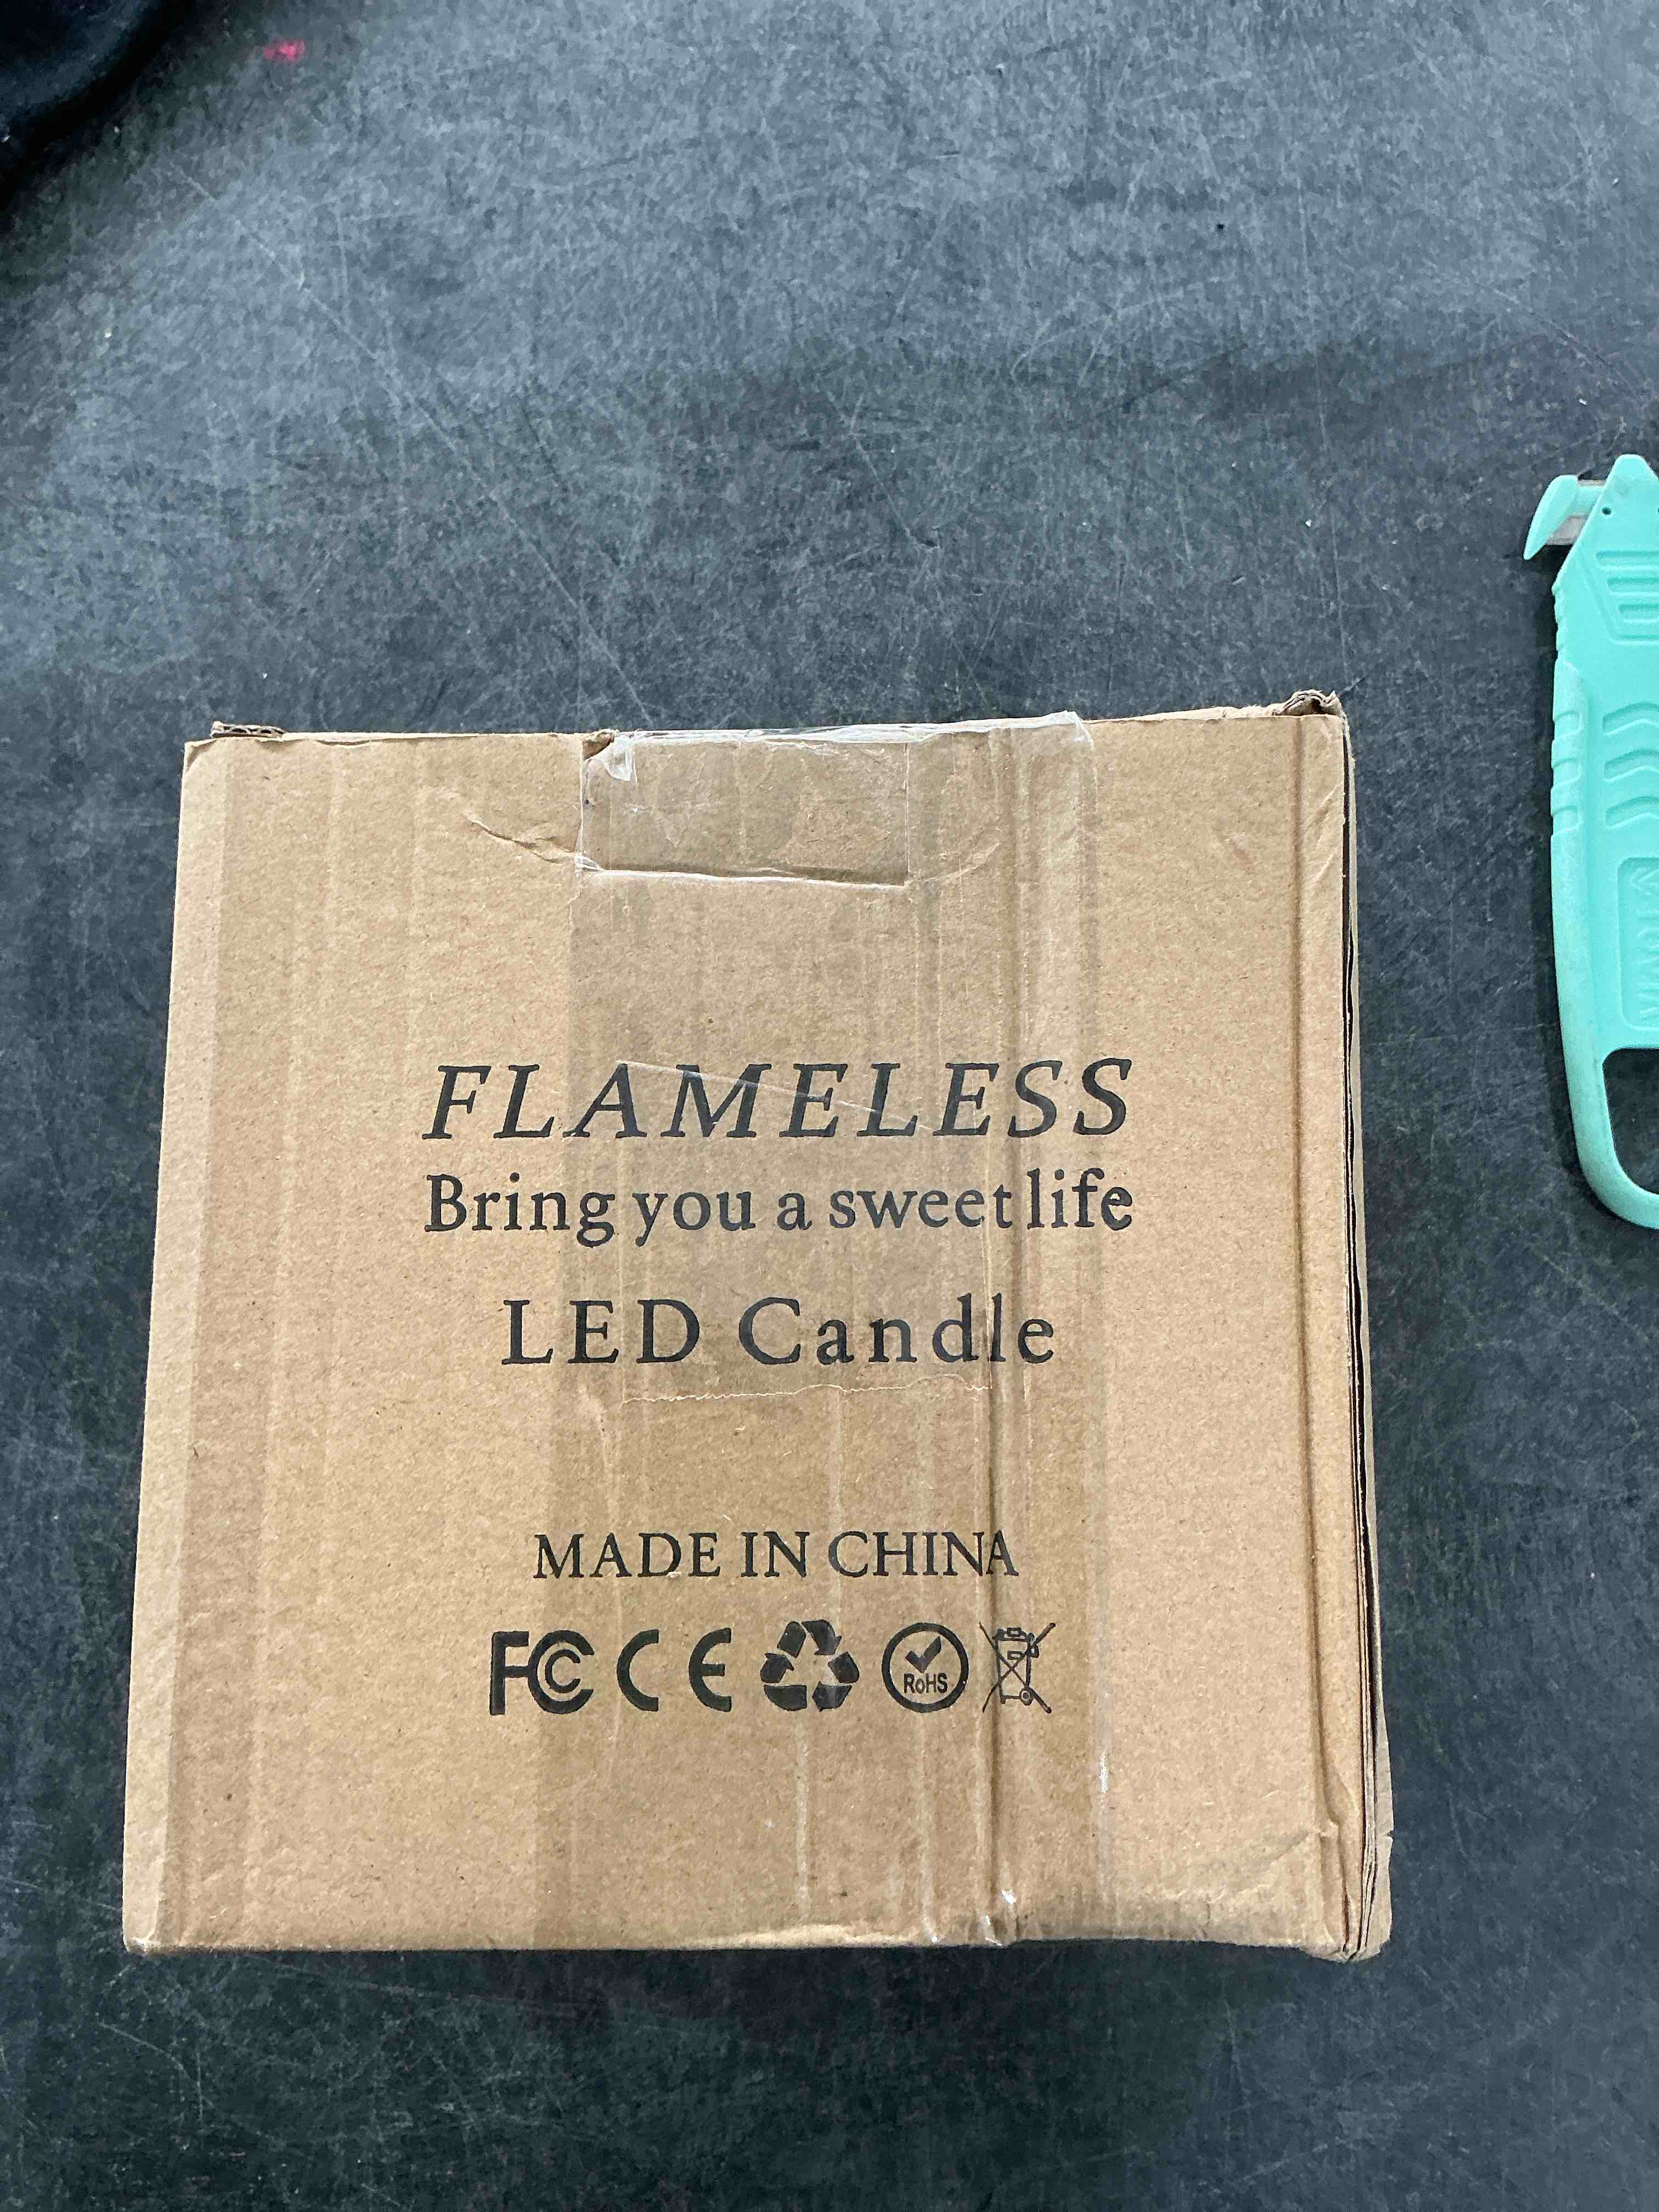 FLAMELESS
Bring you a sweet life
LED Candle
MADE IN CHINA
FC CE RoHS